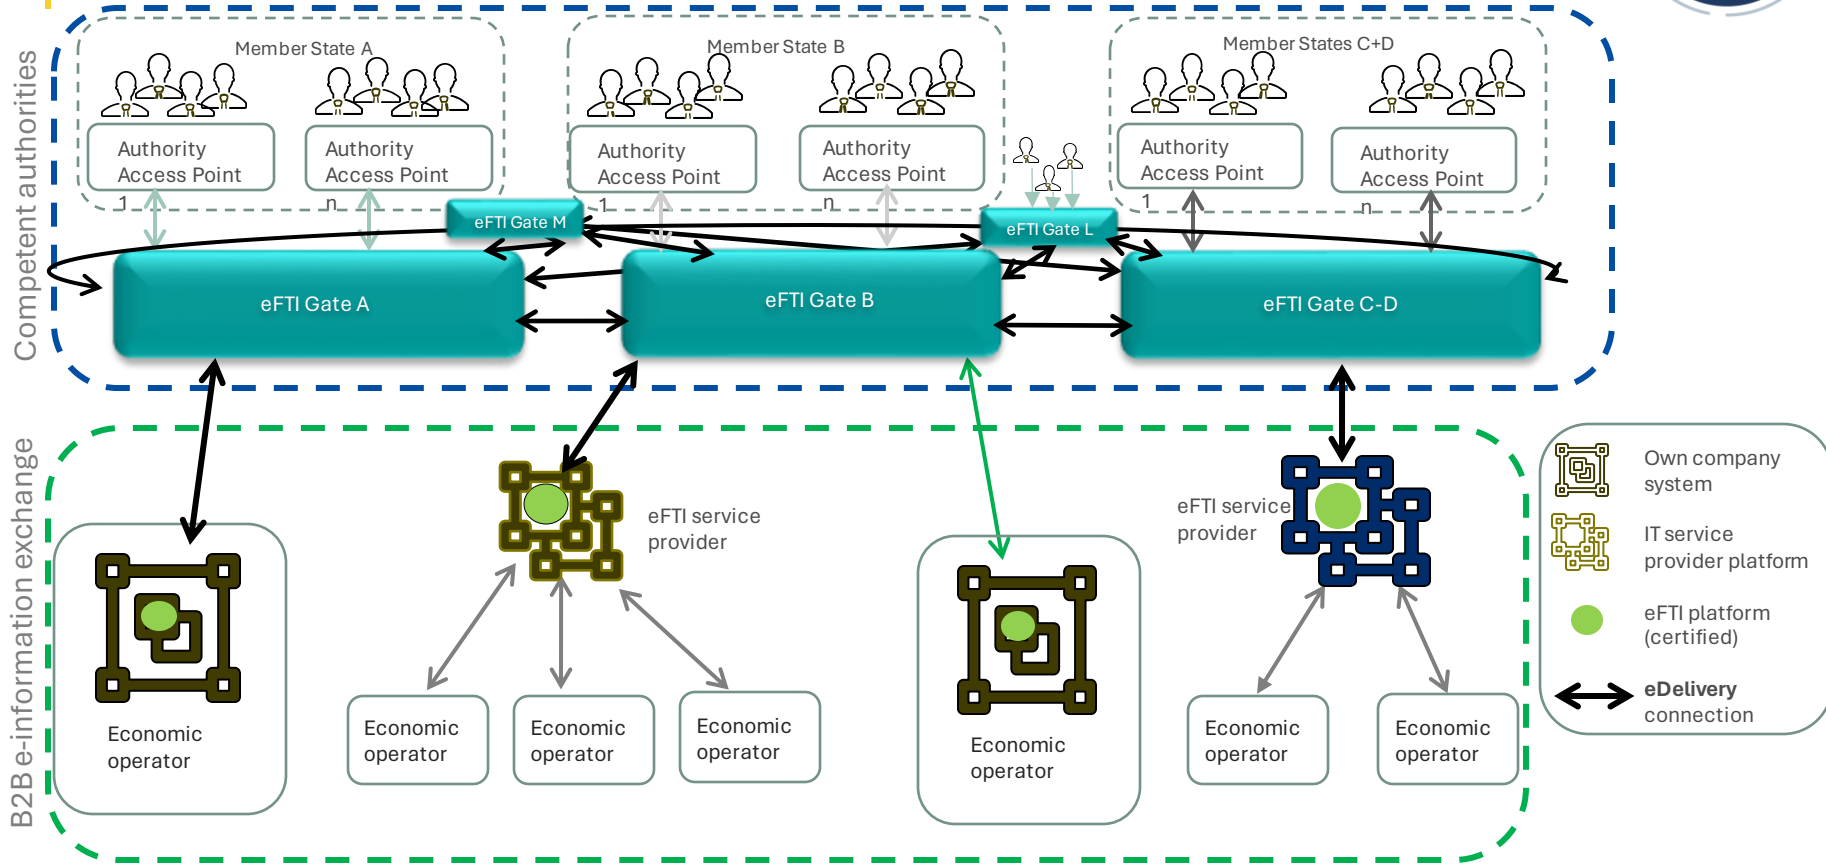 Competent authorities
Member State A
Member State B
Member States C+D
Authority
Access Point
1
Authority
Access Point
n
Authority
Access Point
1
Authority
Access Point
n
Authority
Access Point
1
Authority
Access Point
n
eFTI Gate M
eFTI Gate L
eFTI Gate A
eFTI Gate B
eFTI Gate C-D
B2B e-information exchange
eFTI service
provider
eFTI service
provider
Economic
operator
Economic
operator
Economic
operator
Economic
operator
Economic
operator
Economic
operator
Economic
operator
Own company
system
IT service
provider platform
eFTI platform
(certified)
eDelivery
connection